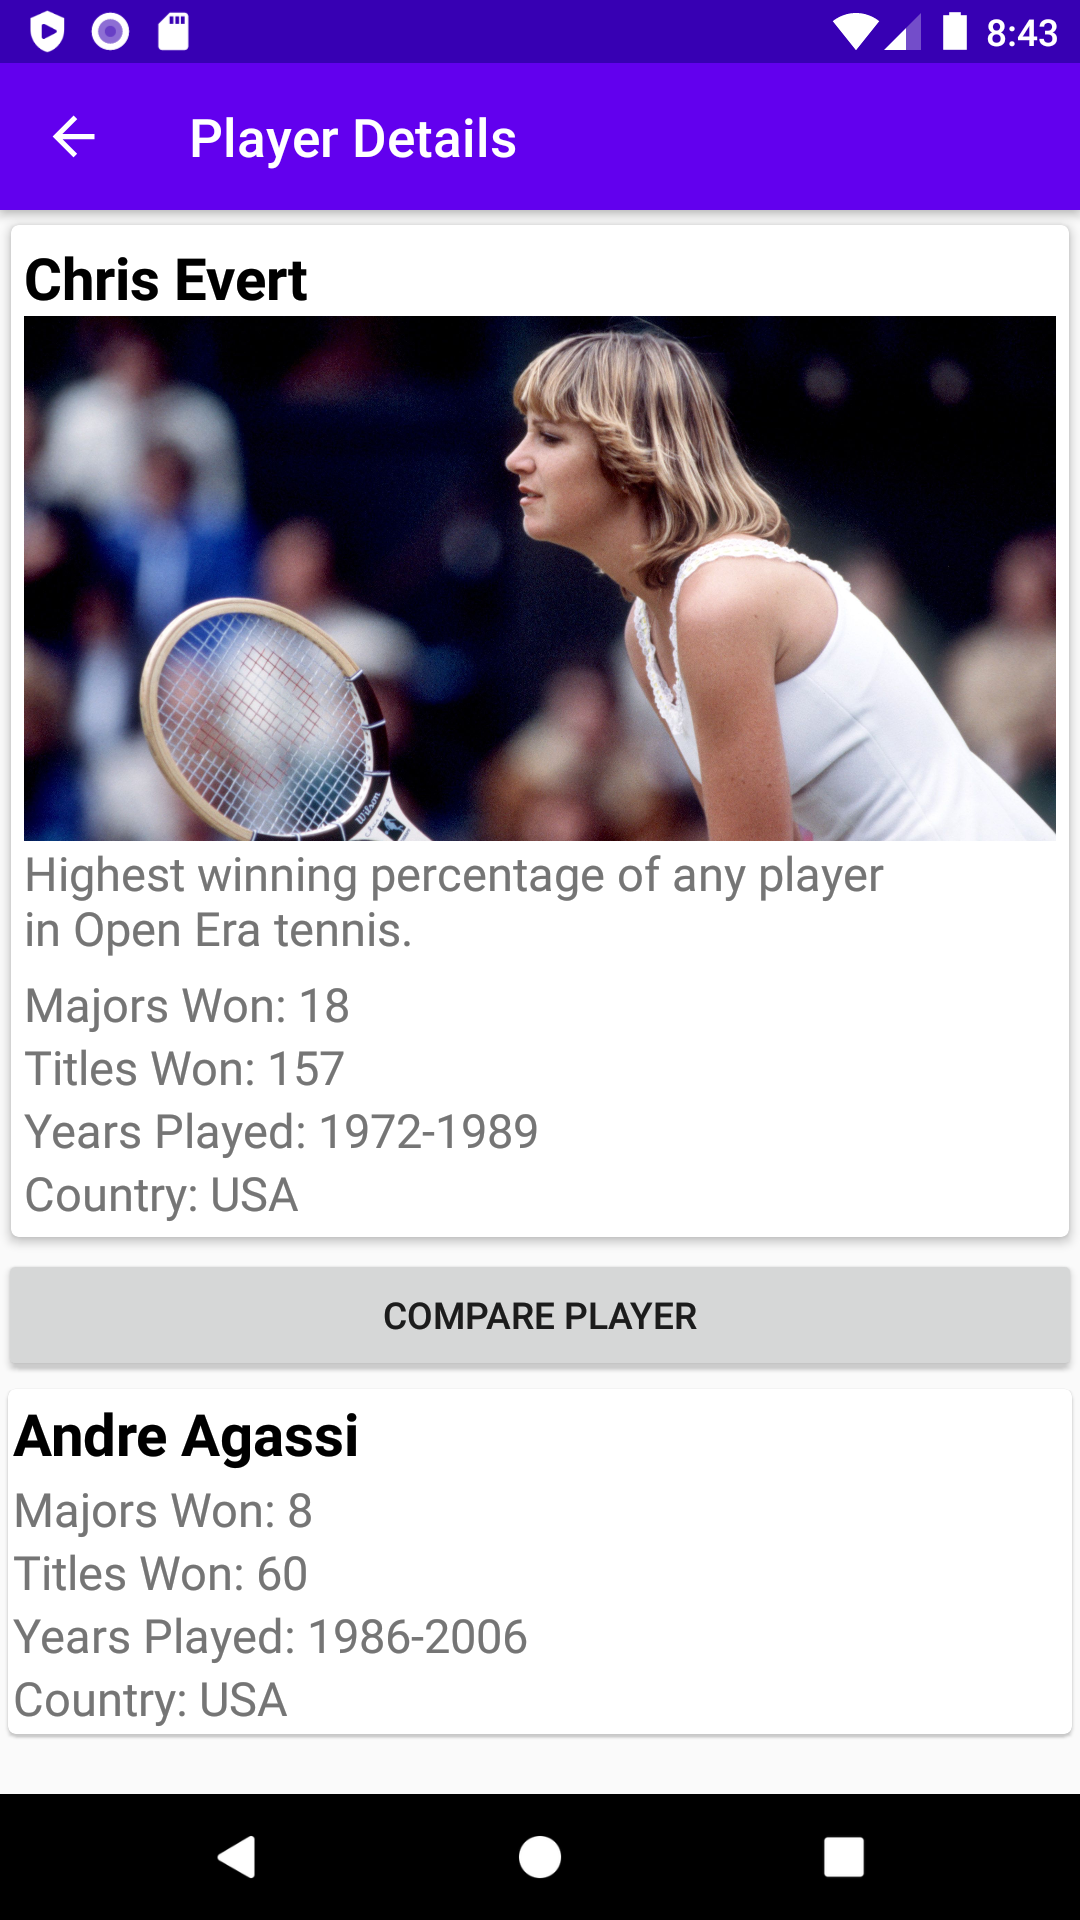 8:43
Player Details
Chris Evert
Wilson
Highest winning percentage of any player
in Open Era tennis.
Majors Won: 18
Titles Won: 157
Years Played: 1972-1989
Country: USA
COMPARE PLAYER
Andre Agassi
Majors Won: 8
Titles Won: 60
Years Played: 1986-2006
Country: USA